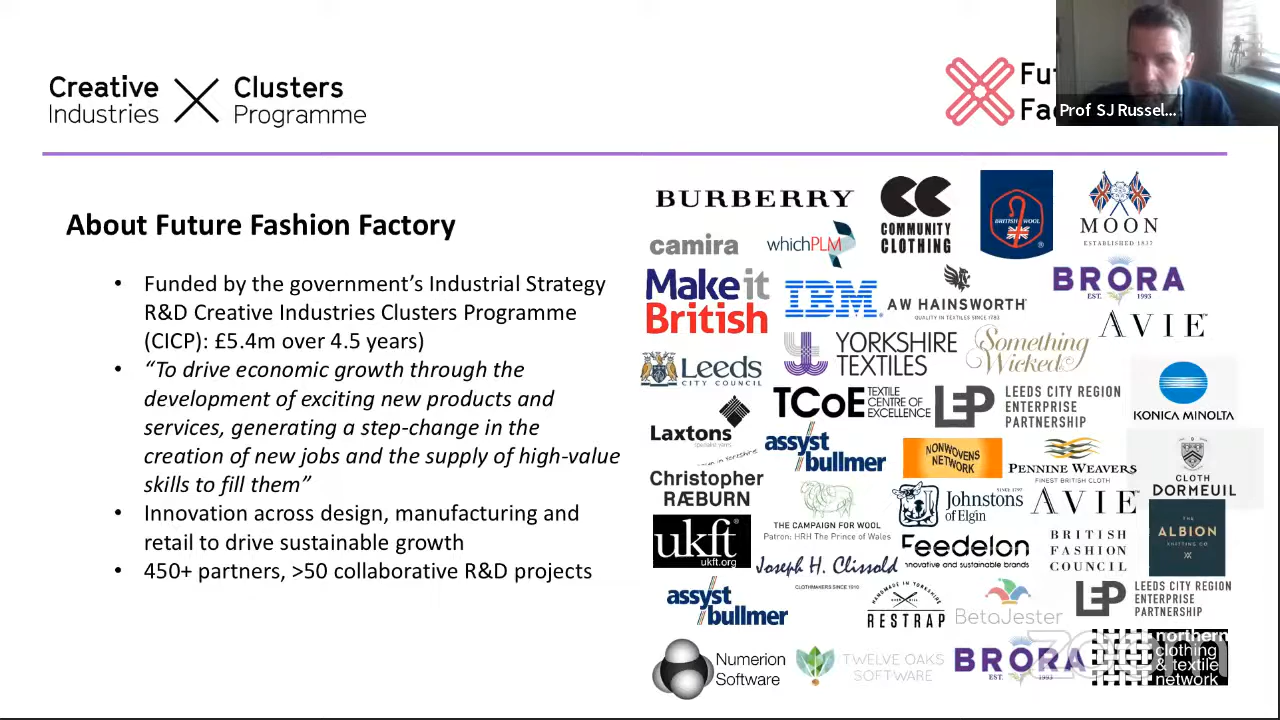 Creative
Industries
Clusters
Programme
Fu
Fa
Prof SJ Russel...
About Future Fashion Factory
• Funded by the government's Industrial Strategy
R&D Creative Industries Clusters Programme
(CICP): £5.4m over 4.5 years)
• “To drive economic growth through the
development of exciting new products and
services, generating a step-change in the
creation of new jobs and the supply of high-value
skills to fill them”
• Innovation across design, manufacturing and
retail to drive sustainable growth
• 450+ partners, >50 collaborative R&D projects
BURBERRY
COMMUNITY
CLOTHING
BRITISH WOOL
MOON
ESTABLISHED 1837
camira
whichPLM
Make it
British
IBM
AW HAINSWORTH
QUALITY IN TEXTILES SINCE 1783
BRORA
EST. 1993
AVIE
Leeds
CITY COUNCIL
YORKSHIRE
TEXTILES
Something
Wicked
KONICA MINOLTA
TCoE TEXTILE
CENTRE OF
EXCELLENCE
LEP LEEDS CITY REGION
ENTERPRISE
PARTNERSHIP
Laxtons
assyst
bullmer
NONWOVENS
NETWORK
PENNINE WEAVERS
FINEST BRITISH CLOTH
CLOTH
DORMEUIL
Christopher
RÆBURN
THE CAMPAIGN FOR WOOL
Patron: HRH The Prince of Wales
SINCE 1797
Johnstons
of Elgin
AVIE
THE
ALBION
KNITTING CO
ukft
ukft.org
Joseph H. Clissold
CLOTHMAKERS SINCE 1910
Feedelon
innovative and sustainable brands
BRITISH
FASHION
COUNCIL
assyst
bullmer
HANDMADE IN YORKSHIRE
RESTRAP
BetaJester
LEP LEEDS CITY REGION
ENTERPRISE
PARTNERSHIP
Numerion
Software
TWELVE OAKS
SOFTWARE
BRORA
EST. 1993
northern
clothing
& textile
network
zoom